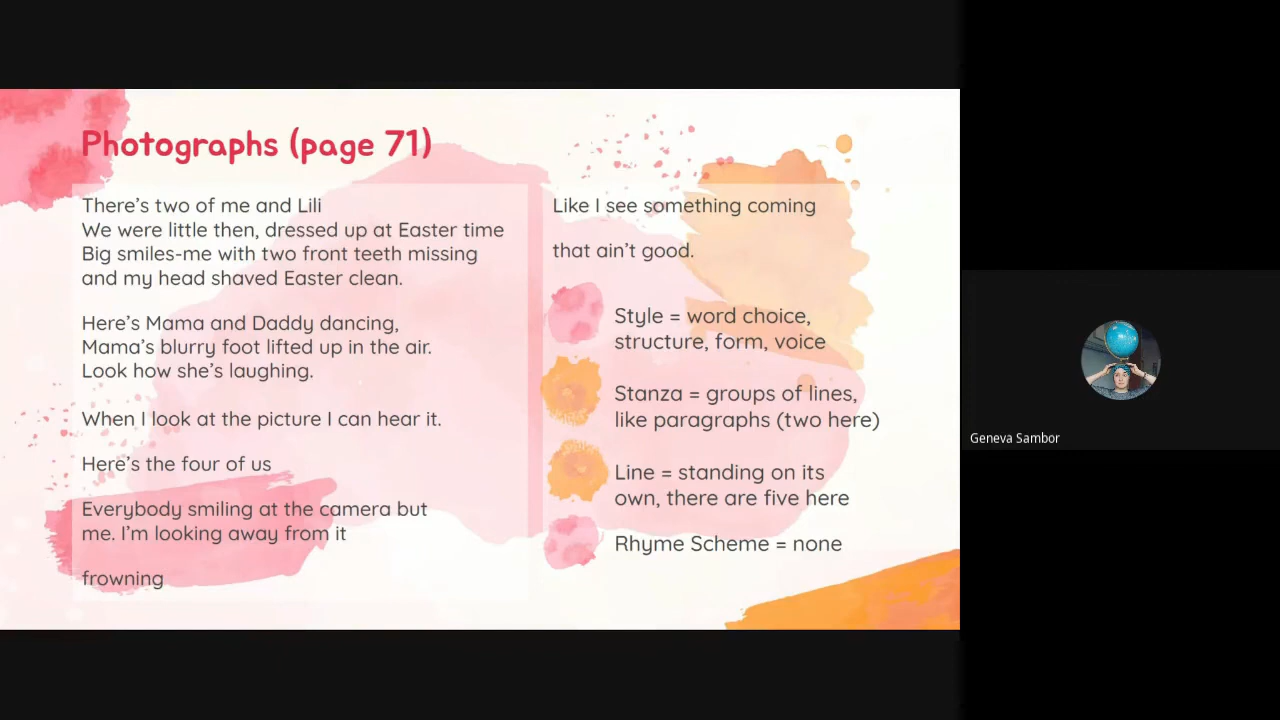 Photographs (page 71)
There's two of me and Lili
We were little then, dressed up at Easter time
Big smiles-me with two front teeth missing
and my head shaved Easter clean.
Here's Mama and Daddy dancing,
Mama's blurry foot lifted up in the air.
Look how she's laughing.
When I look at the picture I can hear it.
Here's the four of us
Everybody smiling at the camera but
me. I'm looking away from it
frowning
Like I see something coming
that ain't good.
Style = word choice,
structure, form, voice
Stanza = groups of lines,
like paragraphs (two here)
Line = standing on its
own, there are five here
Rhyme Scheme = none
Geneva Sambor